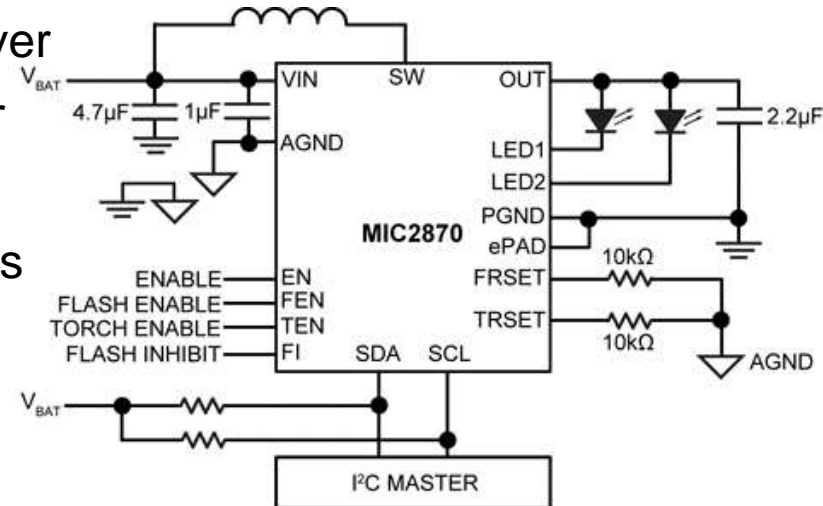 yer
r
s
V_BAT
VIN
SW
OUT
4.7µF
1µF
2.2µF
AGND
LED1
LED2
PGND
MIC2870
ePAD
10kΩ
ENABLE
EN
FRSET
FLASH ENABLE
FEN
TORCH ENABLE
TEN
TRSET
FLASH INHIBIT
FI
SDA
SCL
10kΩ
AGND
V_BAT
I²C MASTER